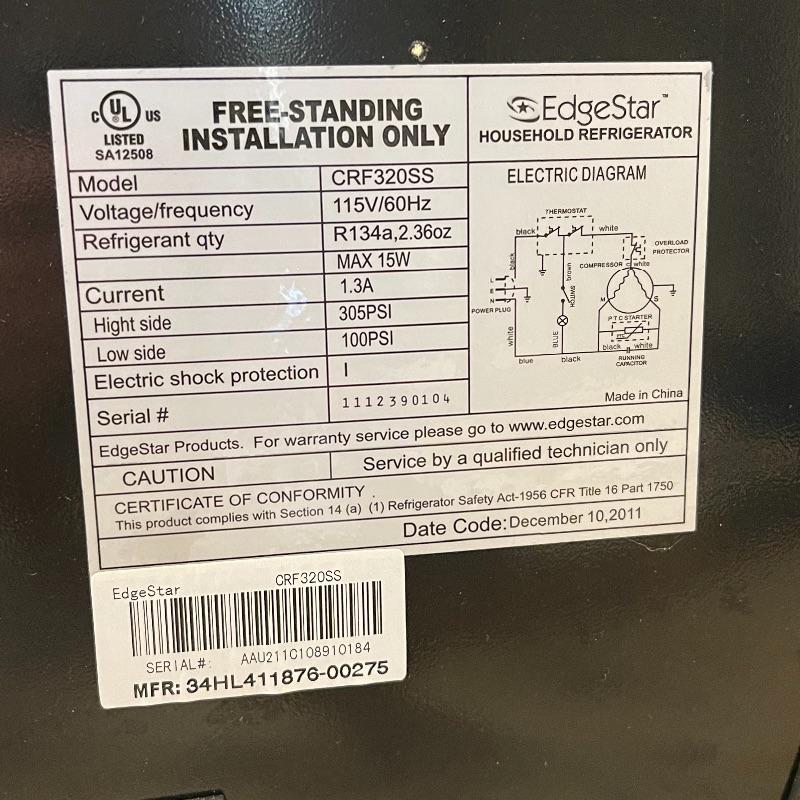 C UL ® US
LISTED
SA12508
FREE-STANDING
INSTALLATION ONLY
EdgeStar™
HOUSEHOLD REFRIGERATOR
Model CRF320SS
Voltage/frequency 115V/60Hz
Refrigerant qty R134a,2.36oz
MAX 15W
Current 1.3A
Hight side 305PSI
Low side 100PSI
Electric shock protection I
Serial # 1112390104
ELECTRIC DIAGRAM
THERMOSTAT
black white
OVERLOAD
PROTECTOR
COMPRESSOR C white
black
brown
L
E
N
POWER PLUG
SWITCH
M S
PTC STARTER
PTC
white
BLUE
black white
blue black
RUNNING
CAPACITOR
Made in China
EdgeStar Products. For warranty service please go to www.edgestar.com
CAUTION Service by a qualified technician only
CERTIFICATE OF CONFORMITY .
This product complies with Section 14 (a) (1) Refrigerator Safety Act-1956 CFR Title 16 Part 1750
Date Code:December 10,2011
EdgeStar CRF320SS
SERIAL#: AAU211C108910184
MFR: 34HL411876-00275